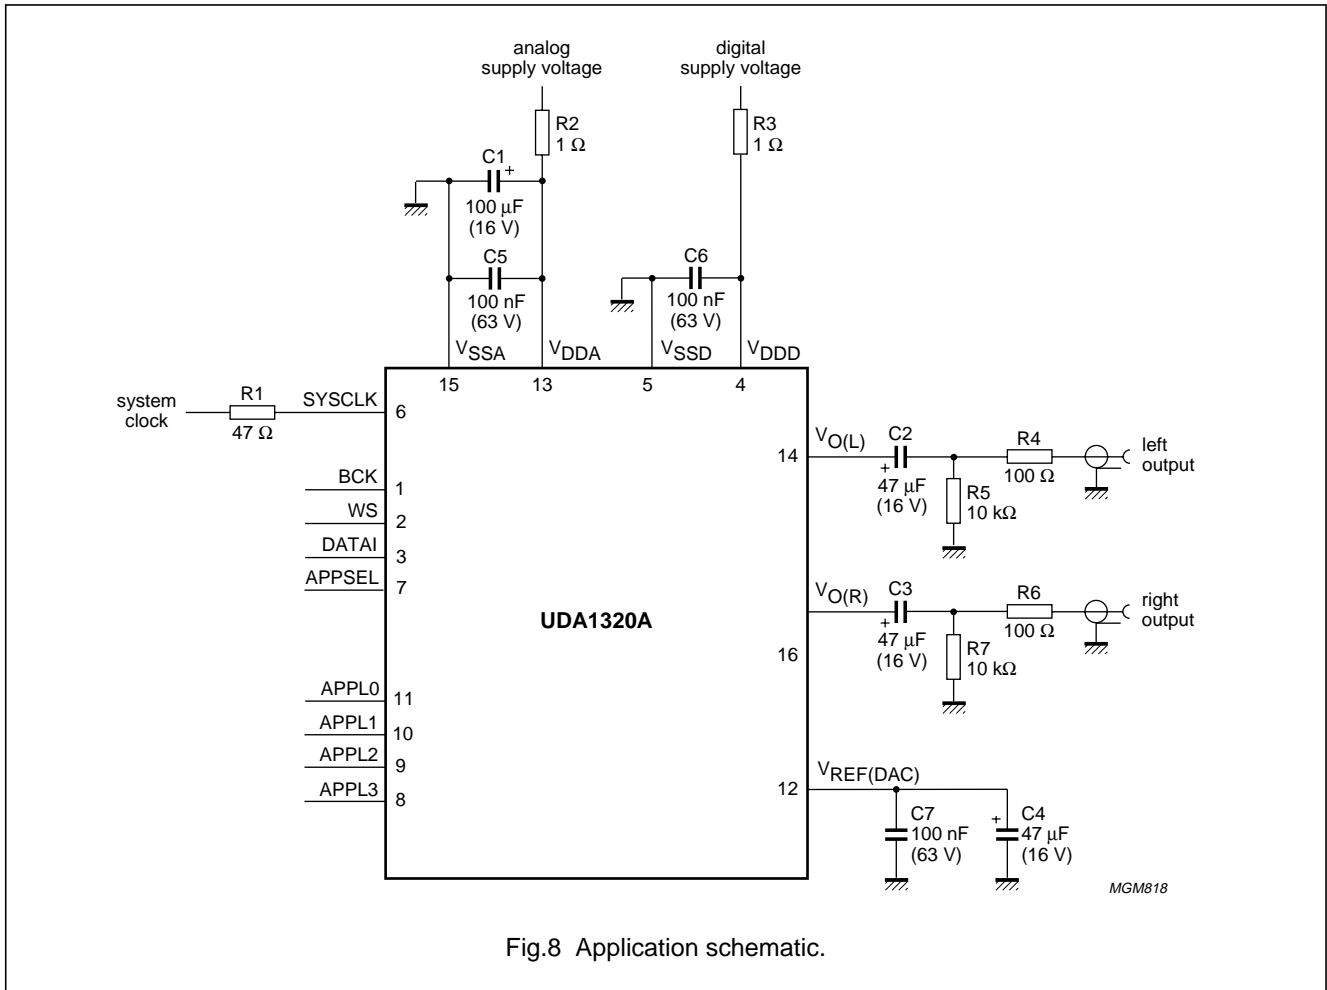 analog
supply voltage
digital
supply voltage
R2
1 Ω
R3
1 Ω
C1
+
100 μF
(16 V)
C5
100 nF
(63 V)
C6
100 nF
(63 V)
VSSA
VDDA
VSSD
VDDD
15
13
5
4
system
clock
R1
47 Ω
SYSCLK
6
BCK
1
WS
2
DATAI
3
APPSEL
7
APPL0
11
APPL1
10
APPL2
9
APPL3
8
UDA1320A
14
VO(L)
C2
+
47 μF
(16 V)
R5
10 kΩ
R4
100 Ω
left
output
VO(R)
16
C3
+
47 μF
(16 V)
R7
10 kΩ
R6
100 Ω
right
output
12
VREF(DAC)
C7
100 nF
(63 V)
+
C4
47 μF
(16 V)
MGM818
Fig.8 Application schematic.